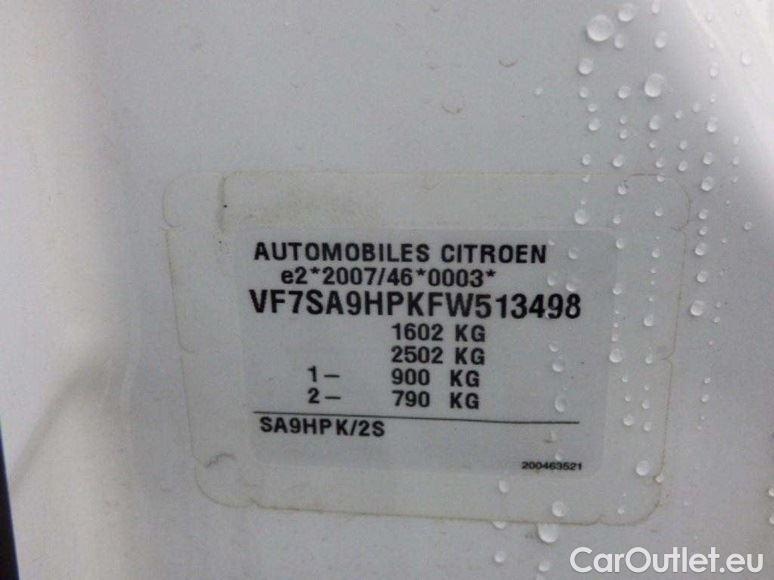 AUTOMOBILES CITROEN
e2*2007/46*0003*
VF7SA9HPKFW513498
1602 KG
2502 KG
1– 900 KG
2– 790 KG
SA9HPK/2S
200463521
CarOutlet.eu